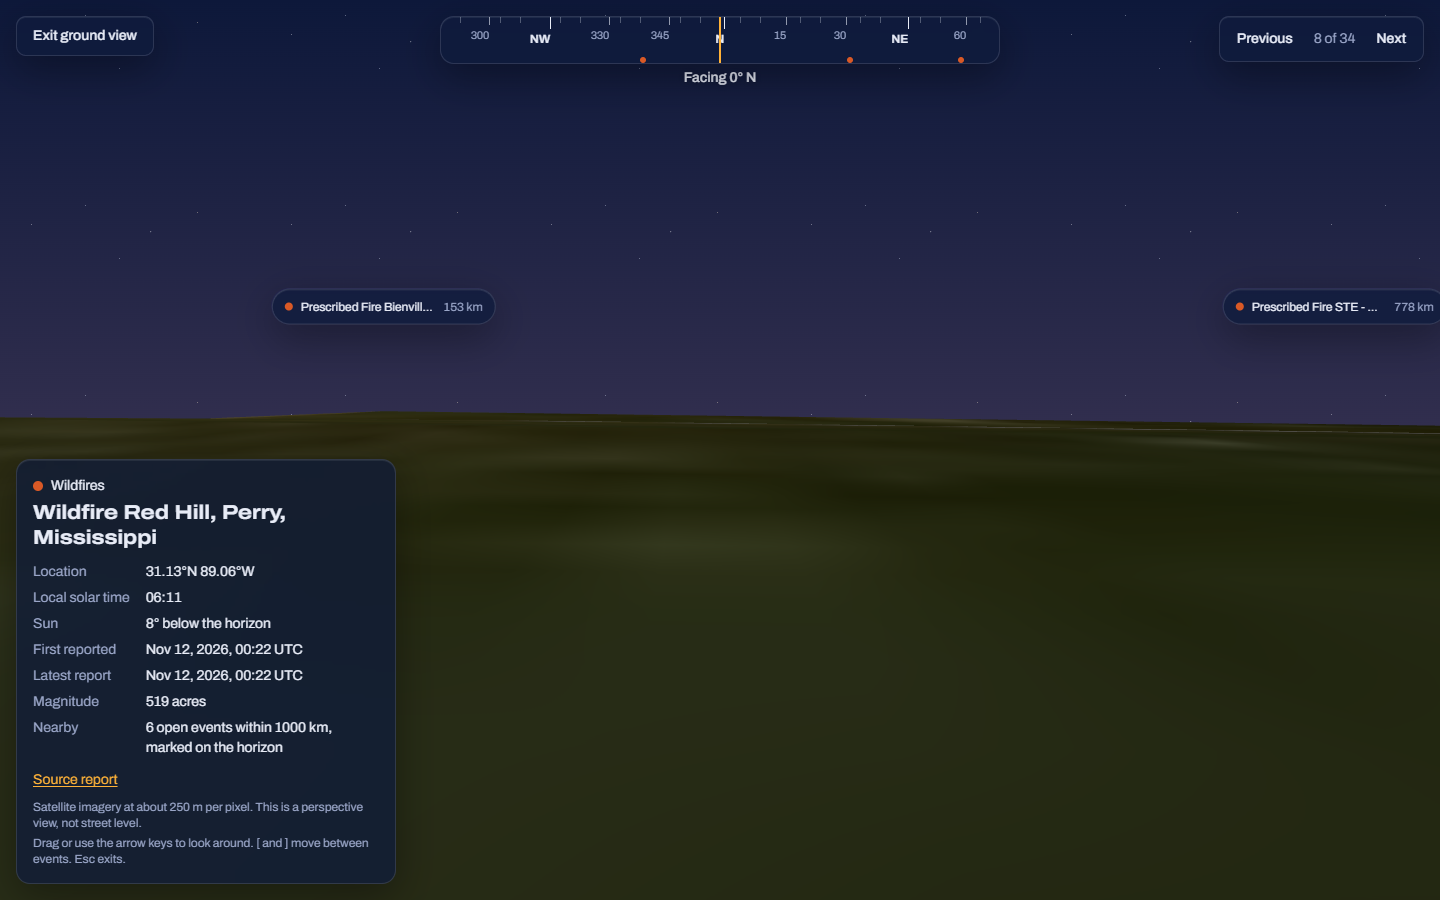 Exit ground view
300 NW 330 345 N 15 30 NE 60
Facing 0° N
Previous 8 of 34 Next
Prescribed Fire Bienvill... 153 km
Prescribed Fire STE - ... 778 km
Wildfires
Wildfire Red Hill, Perry,
Mississippi
Location 31.13°N 89.06°W
Local solar time 06:11
Sun 8° below the horizon
First reported Nov 12, 2026, 00:22 UTC
Latest report Nov 12, 2026, 00:22 UTC
Magnitude 519 acres
Nearby 6 open events within 1000 km,
marked on the horizon
Source report
Satellite imagery at about 250 m per pixel. This is a perspective
view, not street level.
Drag or use the arrow keys to look around. [ and ] move between
events. Esc exits.